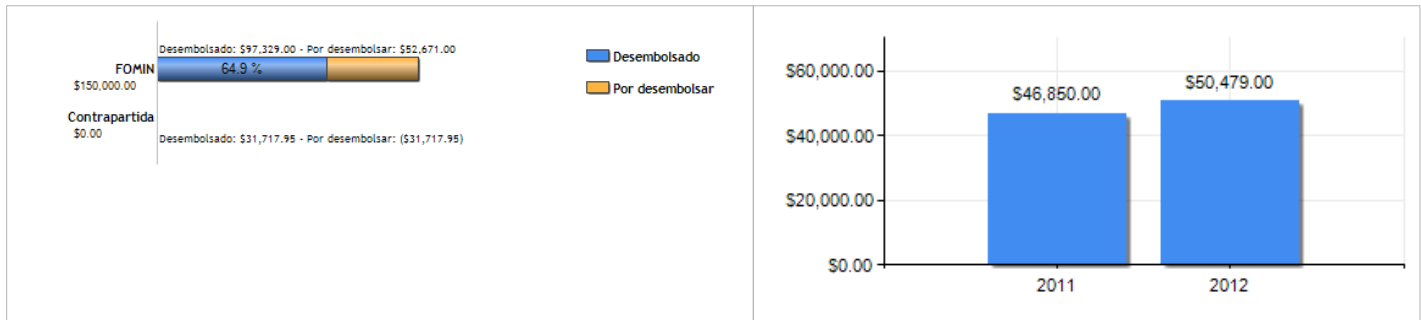 Desembolsado: $97,329.00 - Por desembolsar: $52,671.00
FOMIN
64.9 %
$150,000.00
Contrapartida
$0.00
Desembolsado: $31,717.95 - Por desembolsar: ($31,717.95)
Desembolsado
Por desembolsar
$60,000.00
$40,000.00
$20,000.00
$0.00
$46,850.00
$50,479.00
2011
2012